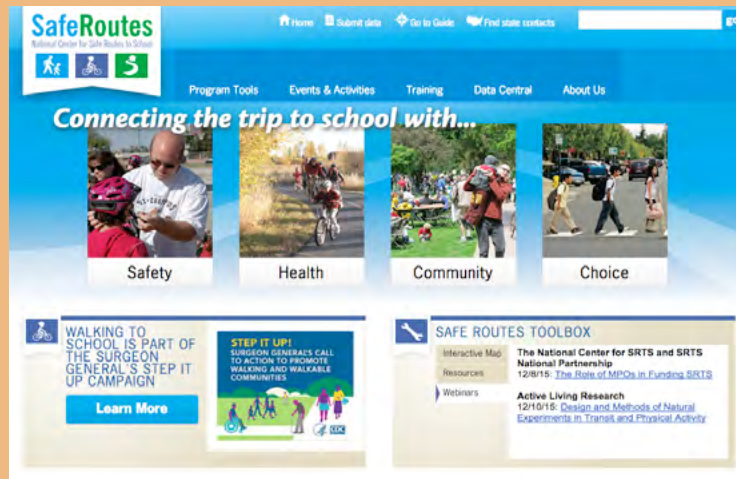 SafeRoutes
National Center for Safe Routes to School
Home Submit data Go to Guide Find state contacts
go
Program Tools Events & Activities Training Data Central About Us
Connecting the trip to school with...
Safety Health Community Choice
WALKING TO
SCHOOL IS PART OF
THE SURGEON
GENERAL'S STEP IT
UP CAMPAIGN
Learn More
STEP IT UP!
SURGEON GENERAL'S CALL
TO ACTION TO PROMOTE
WALKING AND WALKABLE
COMMUNITIES
CDC
SAFE ROUTES TOOLBOX
Interactive Map
Resources
Webinars
The National Center for SRTS and SRTS
National Partnership
12/8/15: The Role of MPOs in Funding SRTS
Active Living Research
12/10/15: Design and Methods of Natural
Experiments in Transit and Physical Activity